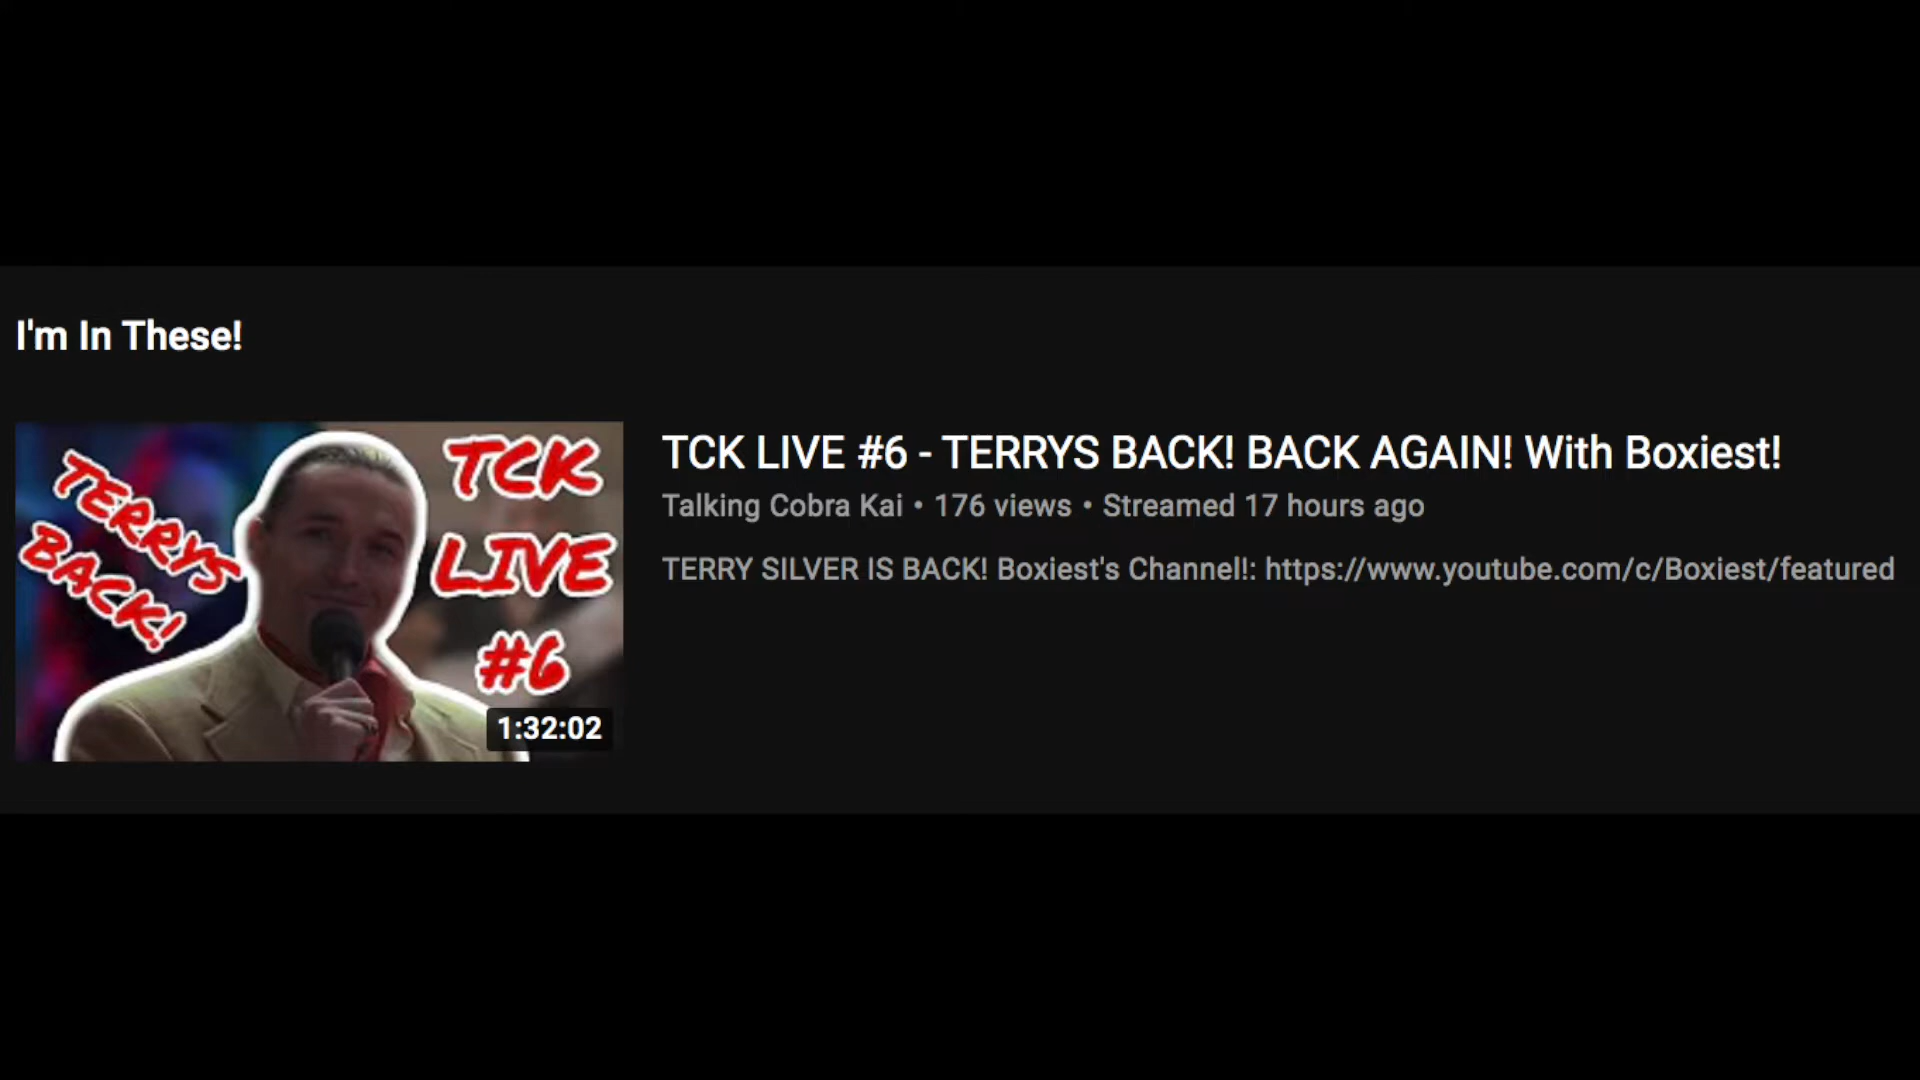 I'm In These!
TERRYS
BACK!
TCK
LIVE
#6
1:32:02
TCK LIVE #6 - TERRYS BACK! BACK AGAIN! With Boxiest!
Talking Cobra Kai • 176 views • Streamed 17 hours ago
TERRY SILVER IS BACK! Boxiest's Channel!: https://www.youtube.com/c/Boxiest/featured